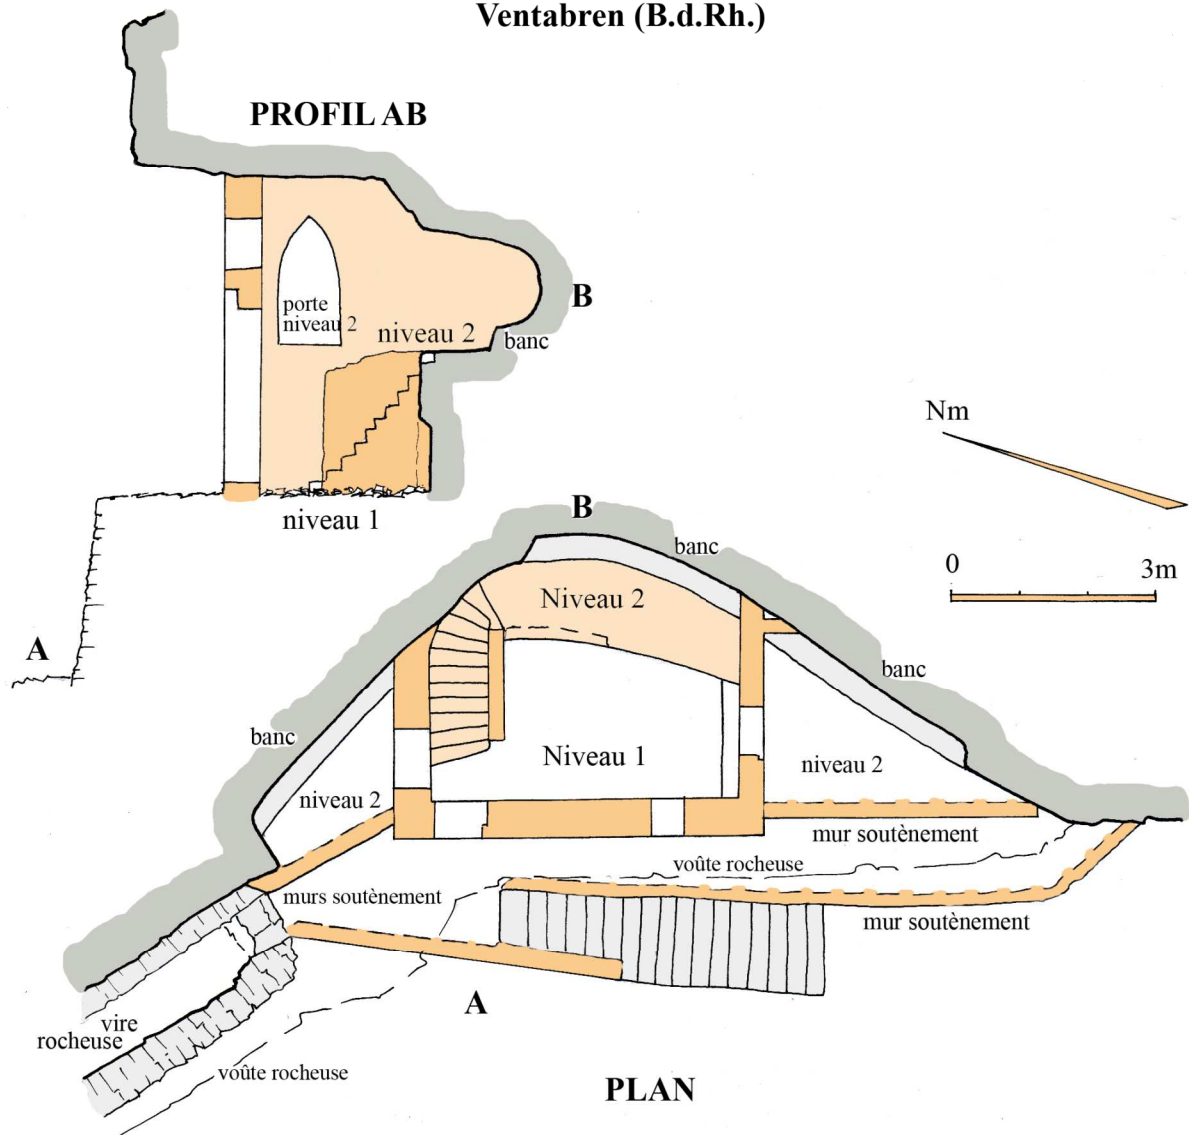 Ventabren (B.d.Rh.)
PROFIL AB
B
porte
niveau 2
niveau 2
banc
Nm
niveau 1
B
banc
0 3m
Niveau 2
A
banc
banc
Niveau 1
niveau 2
niveau 2
mur soutènement
voûte rocheuse
murs soutènement
mur soutènement
A
vire
rocheuse
voûte rocheuse
PLAN